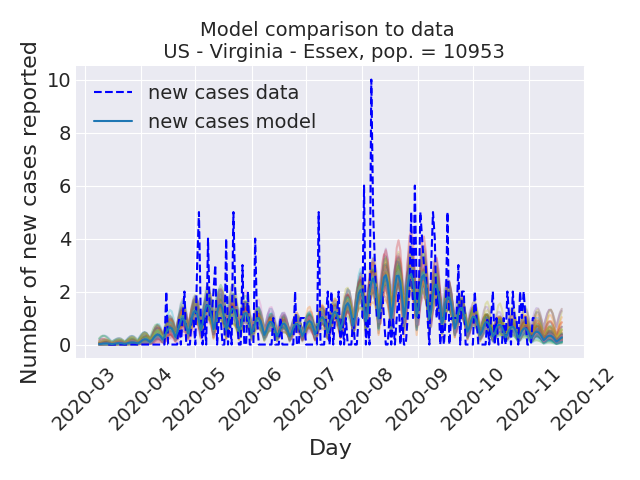 Model comparison to data
US - Virginia - Essex, pop. = 10953
Number of new cases reported
10
8
6
4
2
0
new cases data
new cases model
2020-03
2020-04
2020-05
2020-06
2020-07
2020-08
2020-09
2020-10
2020-11
2020-12
Day